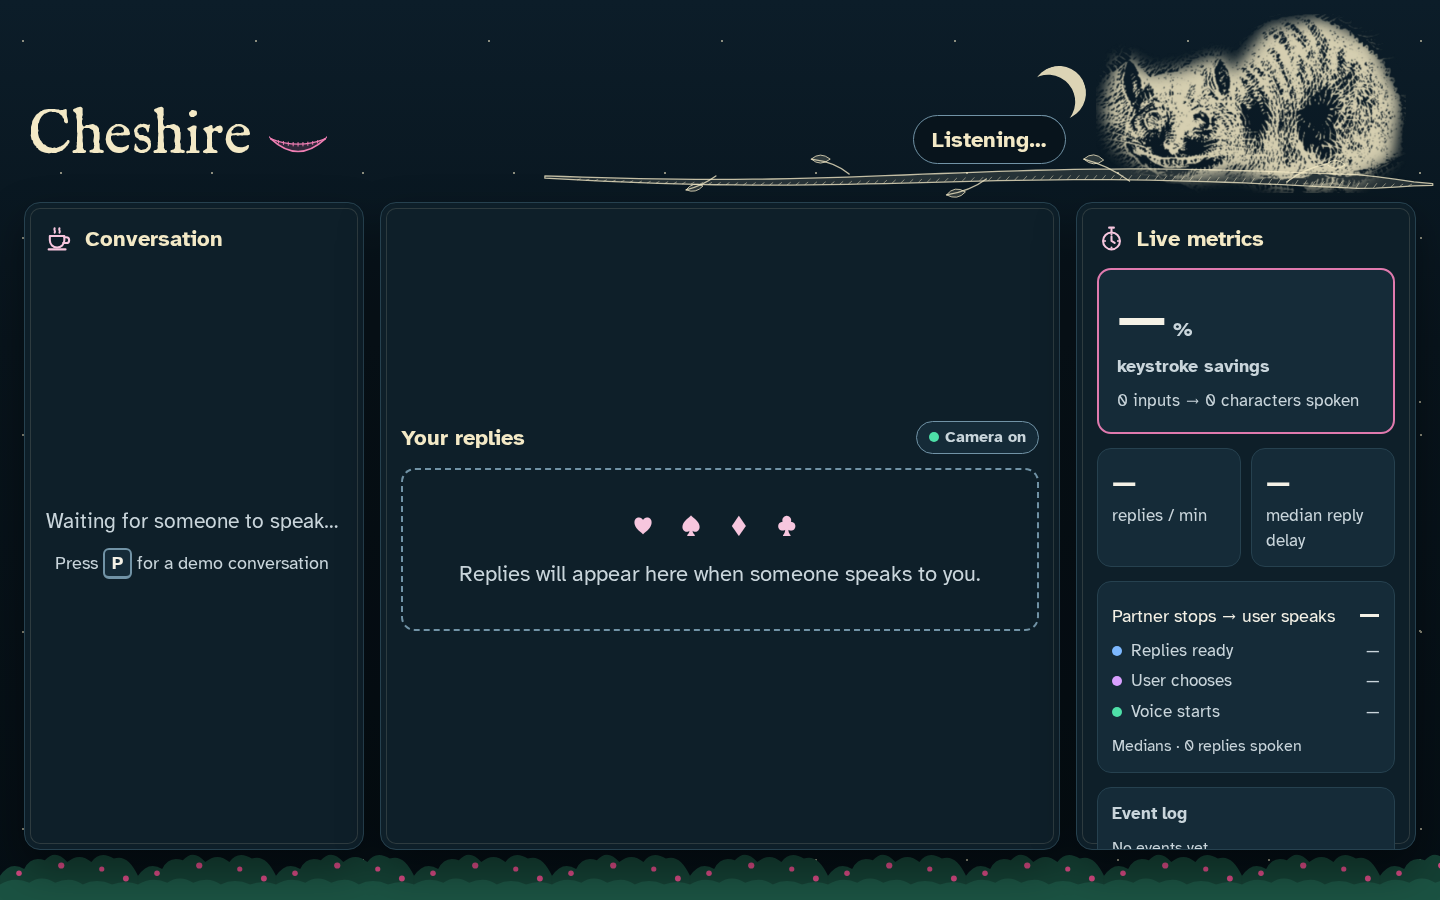 Cheshire
Listening...
Conversation
Waiting for someone to speak...
Press P for a demo conversation
Your replies
Camera on
Replies will appear here when someone speaks to you.
Live metrics
— %
keystroke savings
0 inputs → 0 characters spoken
—
replies / min
—
median reply
delay
Partner stops → user speaks —
Replies ready —
User chooses —
Voice starts —
Medians · 0 replies spoken
Event log
No events yet